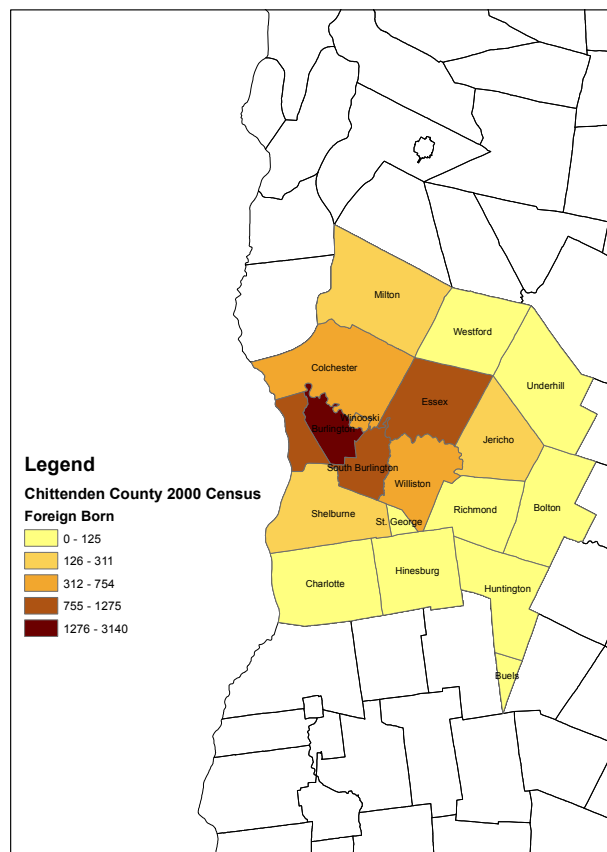 Milton
Westford
Colchester
Underhill
Essex
Winooski
Burlington
Jericho
South Burlington
Williston
Shelburne
St. George
Richmond
Bolton
Charlotte
Hinesburg
Huntington
Buels
Legend
Chittenden County 2000 Census
Foreign Born
0 - 125
126 - 311
312 - 754
755 - 1275
1276 - 3140